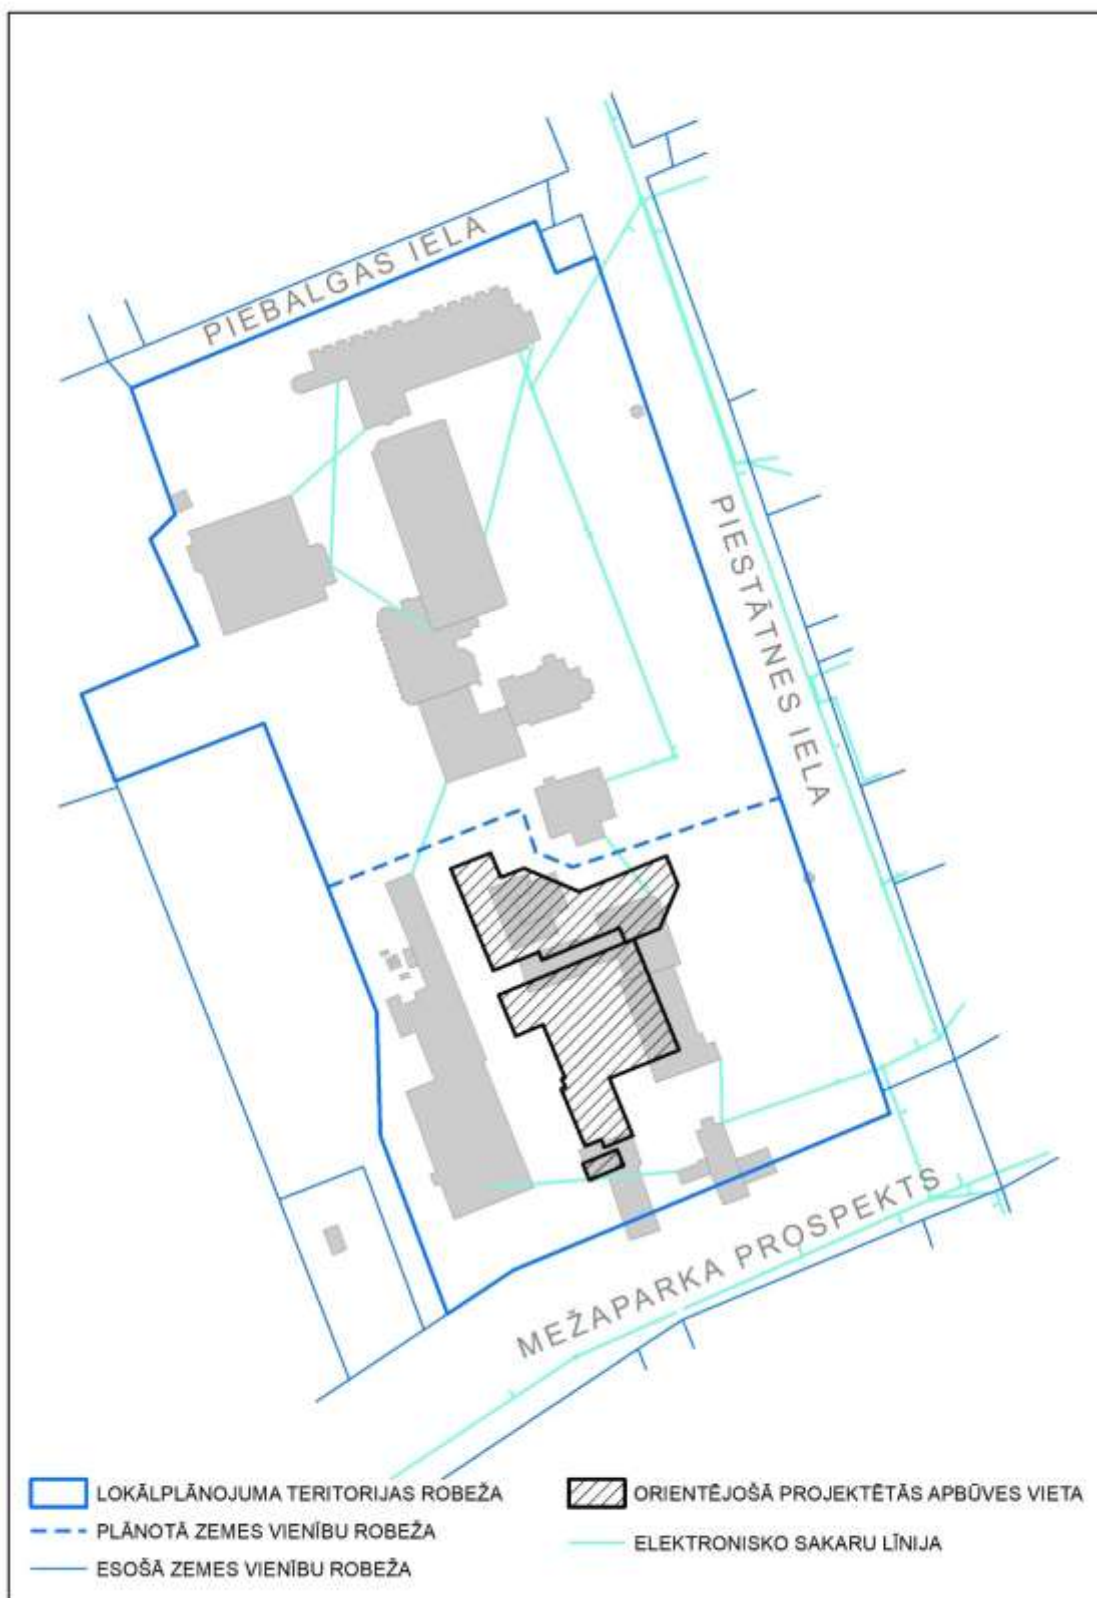 PIEBALGAS IELA
PIESTĀTNES IELA
MEŽAPARKA PROSPEKTS
LOKĀLPLĀNOJUMA TERITORIJAS ROBEŽA
PLĀNOTĀ ZEMES VIENĪBU ROBEŽA
ESOŠĀ ZEMES VIENĪBU ROBEŽA
ORIENTĒJOŠĀ PROJEKTĒTĀS APBŪVES VIETA
ELEKTRONISKO SAKARU LĪNIJA